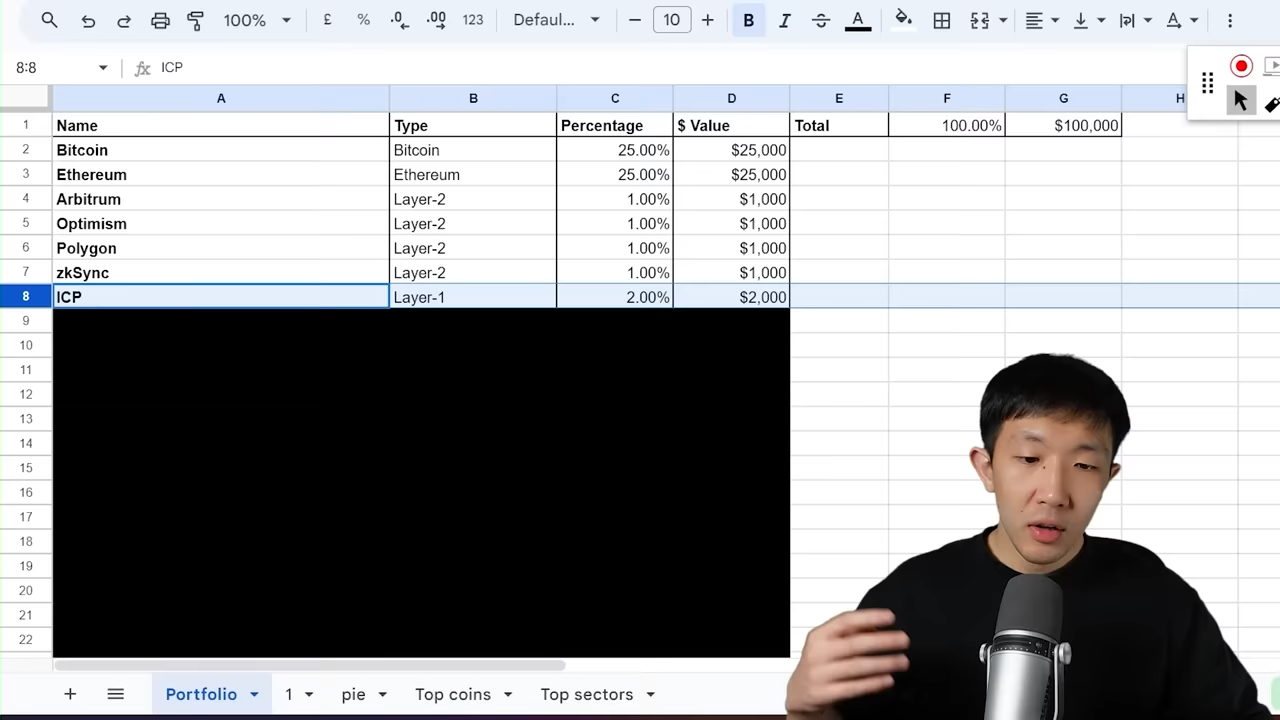 100% £ % .0 .00 123 Defaul... 10 B I A A
8:8 fx ICP
A B C D E F G H
1 Name Type Percentage $ Value Total 100.00% $100,000
2 Bitcoin Bitcoin 25.00% $25,000
3 Ethereum Ethereum 25.00% $25,000
4 Arbitrum Layer-2 1.00% $1,000
5 Optimism Layer-2 1.00% $1,000
6 Polygon Layer-2 1.00% $1,000
7 zkSync Layer-2 1.00% $1,000
8 ICP Layer-1 2.00% $2,000
9
10
11
12
13
14
15
16
17
18
19
20
21
22
Portfolio 1 pie Top coins Top sectors